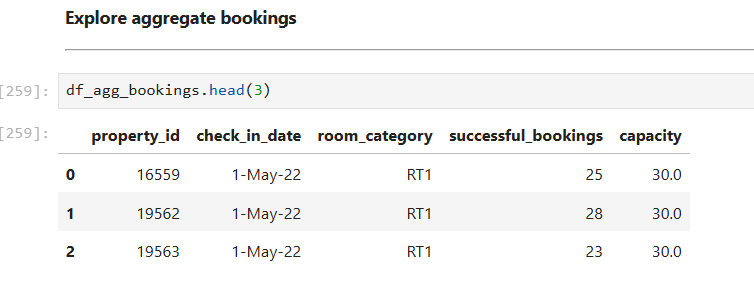 Explore aggregate bookings
[259]: df_agg_bookings.head(3)
[259]: property_id check_in_date room_category successful_bookings capacity
0 16559 1-May-22 RT1 25 30.0
1 19562 1-May-22 RT1 28 30.0
2 19563 1-May-22 RT1 23 30.0